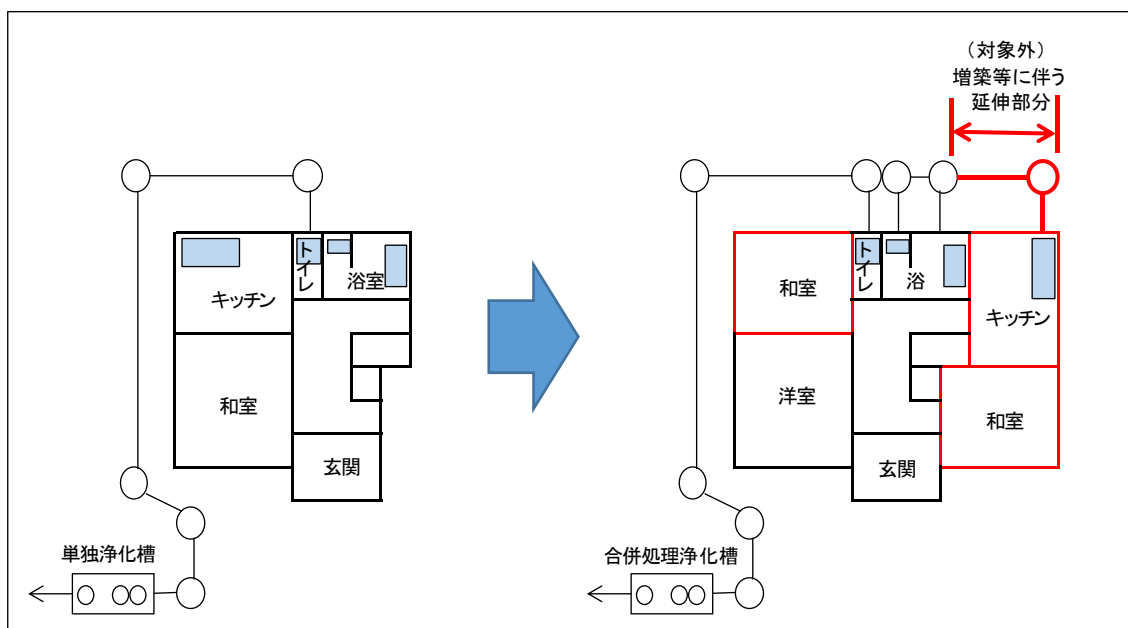 (対象外)
増築等に伴う
延伸部分
トイレ
浴室
キッチン
和室
玄関
単独浄化槽
トイレ
浴
和室
キッチン
洋室
和室
玄関
合併処理浄化槽